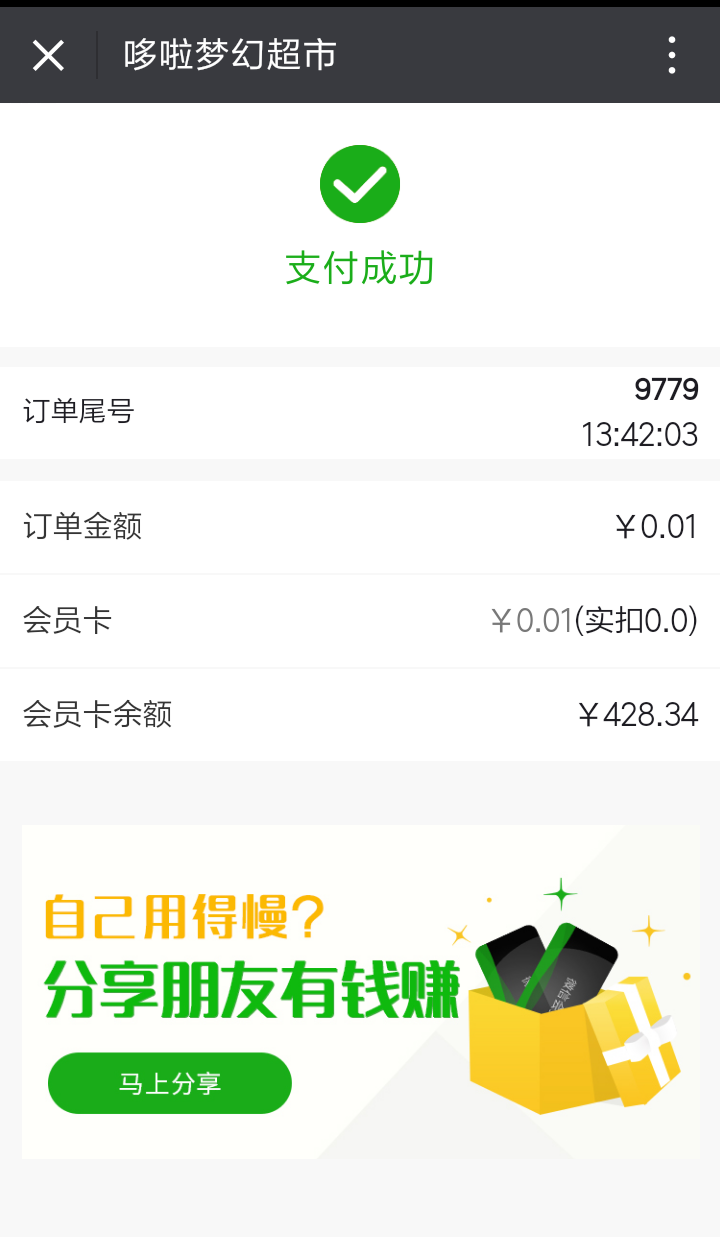 哆啦梦幻超市
支付成功
订单尾号
9779
13:42:03
订单金额
￥0.01
会员卡
￥0.01(实扣0.0)
会员卡余额
￥428.34
自己用得慢?
分享朋友有钱赚
马上分享